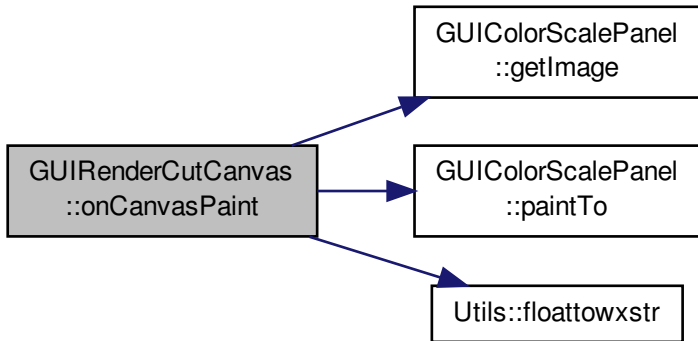 GUIRenderCutCanvas
::onCanvasPaint
GUIColorScalePanel
::getImage
GUIColorScalePanel
::paintTo
Utils::floattowxstr